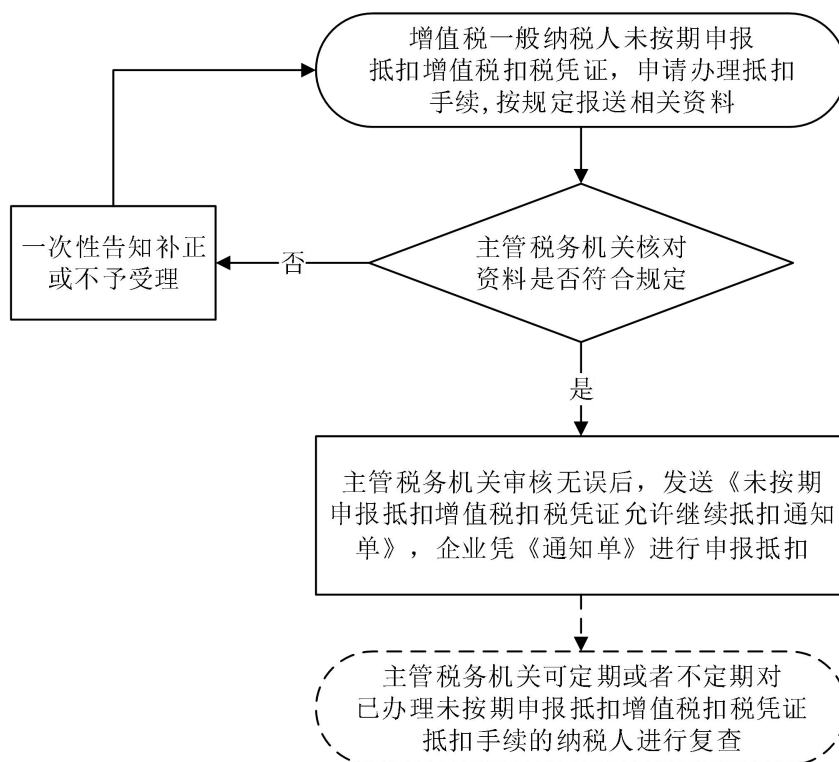 增值税一般纳税人未按期申报
抵扣增值税扣税凭证，申请办理抵扣
手续,按规定报送相关资料
一次性告知补正
或不予受理
否
主管税务机关核对
资料是否符合规定
是
主管税务机关审核无误后，发送《未按期
申报抵扣增值税扣税凭证允许继续抵扣通知
单》，企业凭《通知单》进行申报抵扣
主管税务机关可定期或者不定期对
已办理未按期申报抵扣增值税扣税凭证
抵扣手续的纳税人进行复查